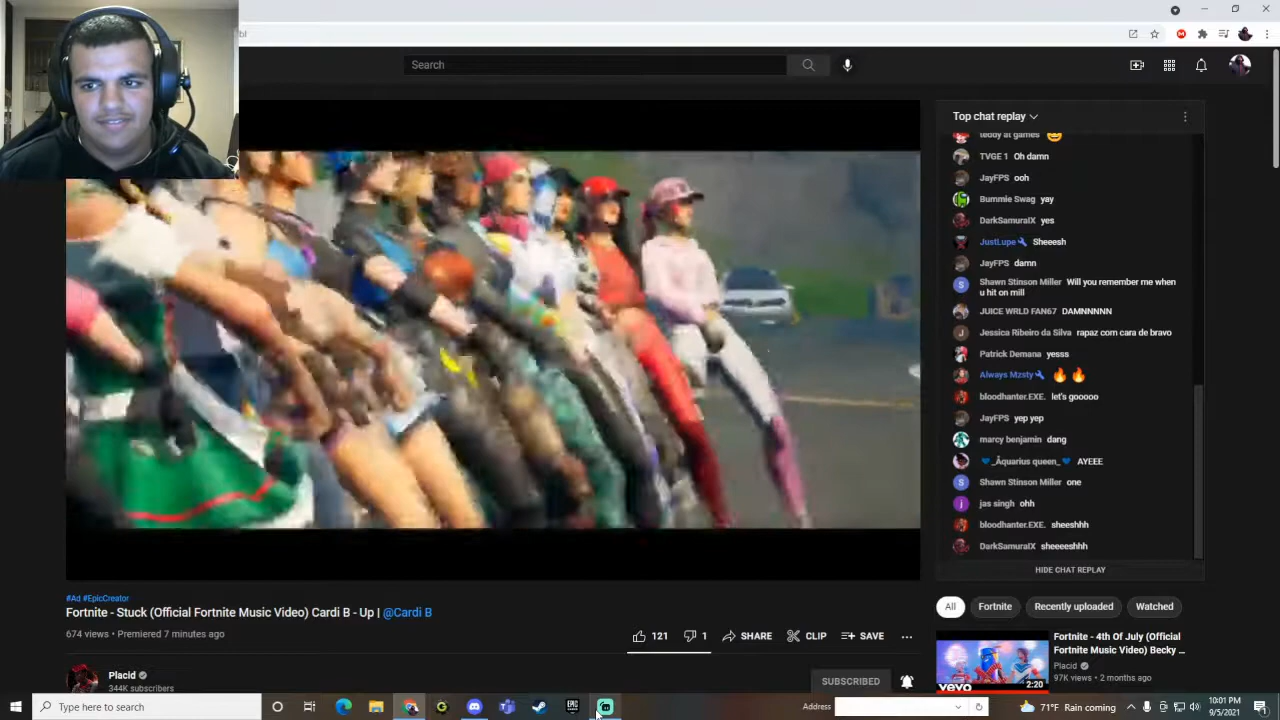 Search
Top chat replay
teddy at games
TVGE 1 Oh damn
JayFPS ooh
Bummie Swag yay
DarkSamuraIX yes
JustLupe Sheeesh
JayFPS damn
Shawn Stinson Miller Will you remember me when
u hit on mill
JUICE WRLD FAN67 DAMNNNNN
Jessica Ribeiro da Silva rapaz com cara de bravo
Patrick Demana yesss
Always Mzsty 🔥 🔥
bloodhanter.EXE. let's gooooo
JayFPS yep yep
marcy benjamin dang
💙_Äquarius queen_💙 AYEEE
Shawn Stinson Miller one
jas singh ohh
bloodhanter.EXE. sheeshhh
DarkSamuraIX sheeeeshhh
HIDE CHAT REPLAY
#Ad #EpicCreator
Fortnite - Stuck (Official Fortnite Music Video) Cardi B - Up | @Cardi B
674 views • Premiered 7 minutes ago
121
1
SHARE
CLIP
SAVE
Placid
344K subscribers
SUBSCRIBED
All
Fortnite
Recently uploaded
Watched
Fortnite - 4th Of July (Official
Fortnite Music Video) Becky ...
Placid
97K views • 2 months ago
vevo
2:20
Type here to search
Address
71°F Rain coming
10:01 PM
9/5/2021